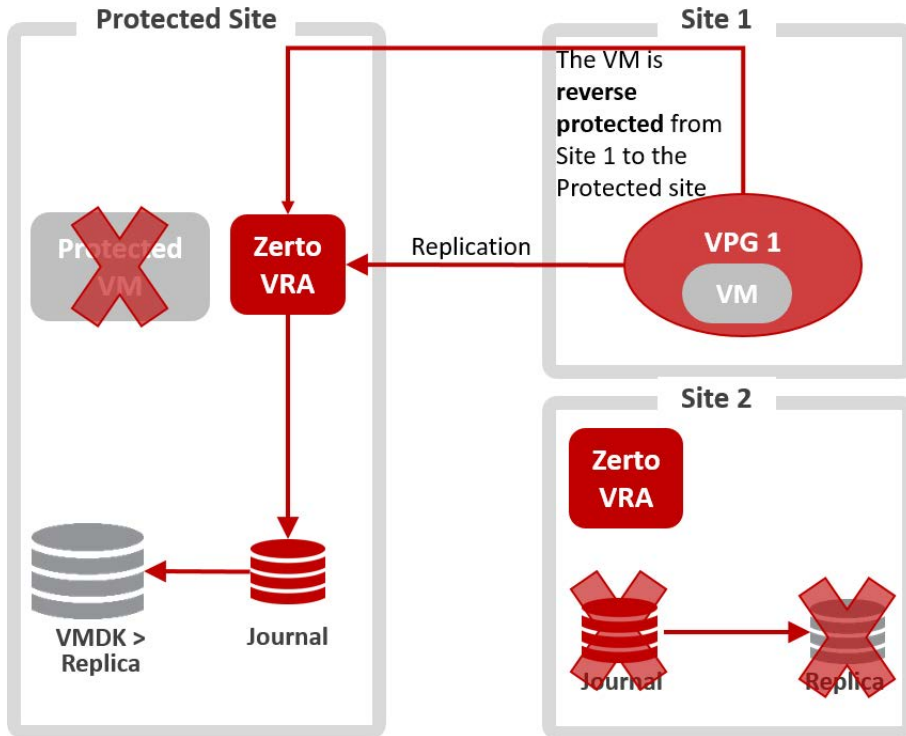 Protected Site
Site 1
The VM is
reverse
protected from
Site 1 to the
Protected site
Protected
VM
Zerto
VRA
Replication
VPG 1
VM
Site 2
Zerto
VRA
VMDK >
Replica
Journal
Journal
Replica